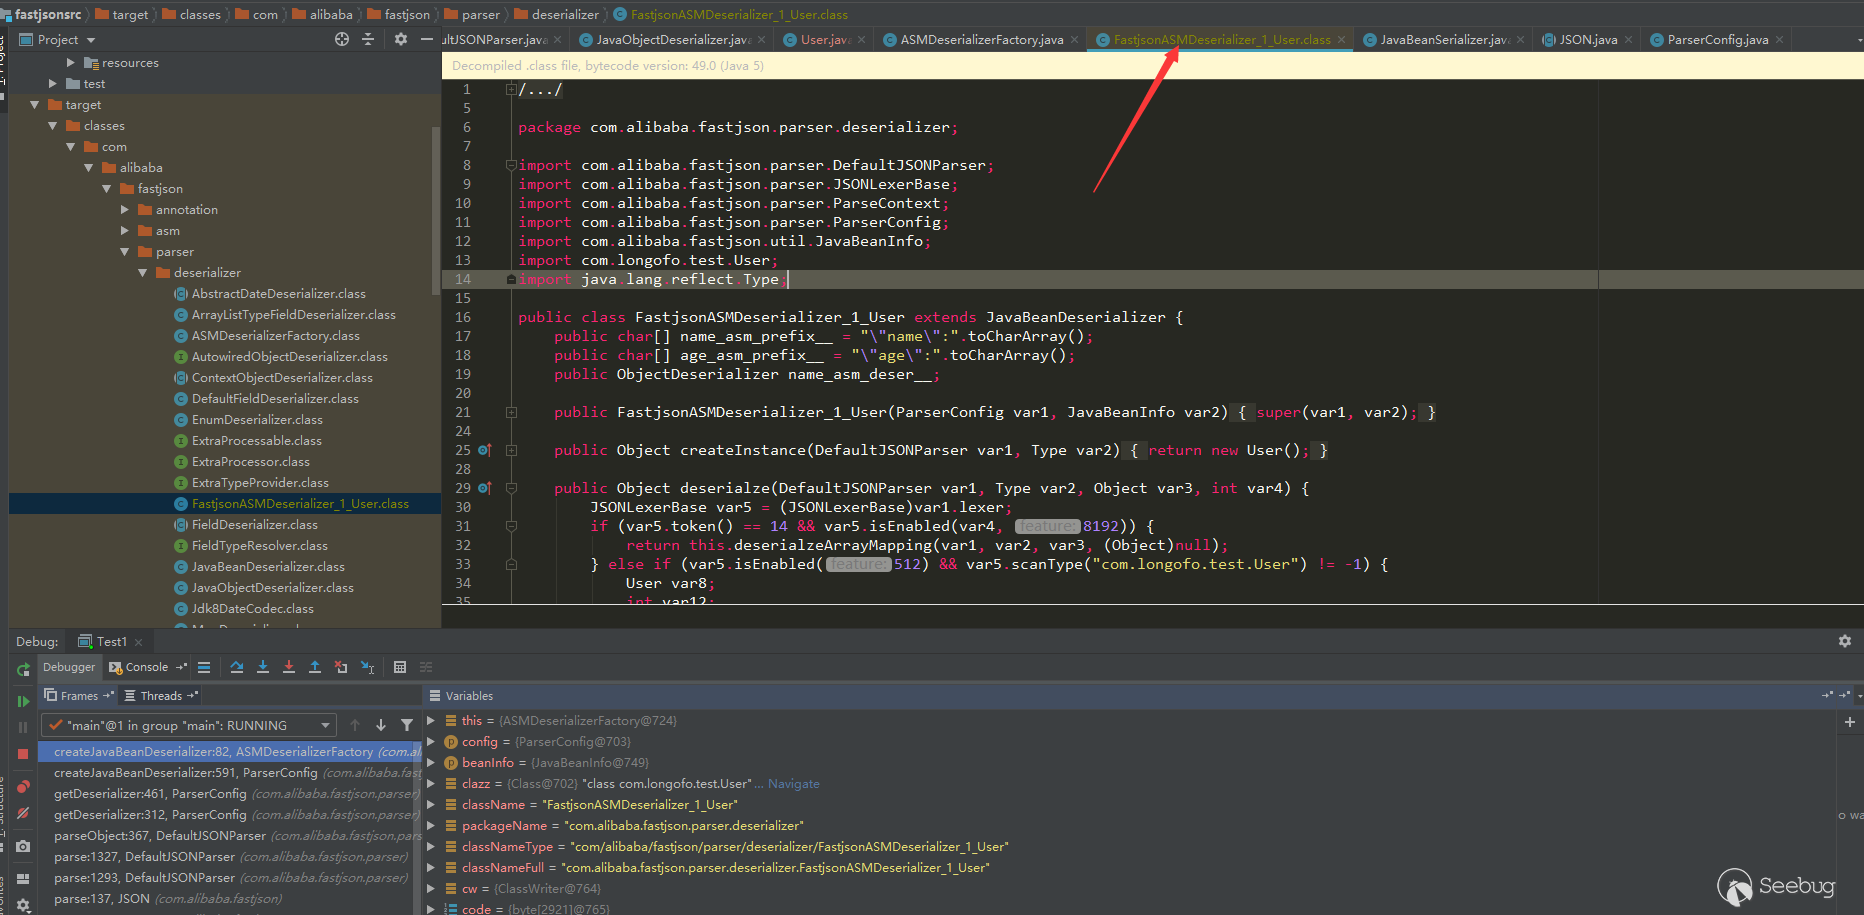 fastjsonsrc target classes com alibaba fastjson parser deserializer FastjsonASMDeserializer_1_User.class
Project
ultJSONParser.java JavaObjectDeserializer.java User.java ASMDeserializerFactory.java FastjsonASMDeserializer_1_User.class JavaBeanSerializer.java JSON.java ParserConfig.java
Decompiled .class file, bytecode version: 49.0 (Java 5)
resources
test
target
classes
com
alibaba
fastjson
annotation
asm
parser
deserializer
AbstractDateDeserializer.class
ArrayListTypeFieldDeserializer.class
ASMDeserializerFactory.class
AutowiredObjectDeserializer.class
ContextObjectDeserializer.class
DefaultFieldDeserializer.class
EnumDeserializer.class
ExtraProcessable.class
ExtraProcessor.class
ExtraTypeProvider.class
FastjsonASMDeserializer_1_User.class
FieldDeserializer.class
FieldTypeResolver.class
JavaBeanDeserializer.class
JavaObjectDeserializer.class
Jdk8DateCodec.class
1 /.../
5
6 package com.alibaba.fastjson.parser.deserializer;
7
8 import com.alibaba.fastjson.parser.DefaultJSONParser;
9 import com.alibaba.fastjson.parser.JSONLexerBase;
10 import com.alibaba.fastjson.parser.ParseContext;
11 import com.alibaba.fastjson.parser.ParserConfig;
12 import com.alibaba.fastjson.util.JavaBeanInfo;
13 import com.longofo.test.User;
14 import java.lang.reflect.Type;
15
16 public class FastjsonASMDeserializer_1_User extends JavaBeanDeserializer {
17 public char[] name_asm_prefix__ = "\"name\":".toCharArray();
18 public char[] age_asm_prefix__ = "\"age\":".toCharArray();
19 public ObjectDeserializer name_asm_deser__;
20
21 public FastjsonASMDeserializer_1_User(ParserConfig var1, JavaBeanInfo var2) { super(var1, var2); }
24
25 public Object createInstance(DefaultJSONParser var1, Type var2) { return new User(); }
28
29 public Object deserialze(DefaultJSONParser var1, Type var2, Object var3, int var4) {
30 JSONLexerBase var5 = (JSONLexerBase)var1.lexer;
31 if (var5.token() == 14 && var5.isEnabled(var4, feature: 8192)) {
32 return this.deserialzeArrayMapping(var1, var2, var3, (Object)null);
33 } else if (var5.isEnabled( feature: 512) && var5.scanType("com.longofo.test.User") != -1) {
34 User var8;
35 int var12;
Debug: Test1
Debugger Console
Frames Threads
"main"@1 in group "main": RUNNING
createJavaBeanDeserializer:82, ASMDeserializerFactory (com.al
createJavaBeanDeserializer:591, ParserConfig (com.alibaba.fast
getDeserializer:461, ParserConfig (com.alibaba.fastjson.parser)
getDeserializer:312, ParserConfig (com.alibaba.fastjson.parser)
parseObject:367, DefaultJSONParser (com.alibaba.fastjson.pars
parse:1327, DefaultJSONParser (com.alibaba.fastjson.parser)
parse:1293, DefaultJSONParser (com.alibaba.fastjson.parser)
parse:137, JSON (com.alibaba.fastjson)
Variables
this = {ASMDeserializerFactory@724}
config = {ParserConfig@703}
beanInfo = {JavaBeanInfo@749}
clazz = {Class@702} "class com.longofo.test.User" ... Navigate
className = "FastjsonASMDeserializer_1_User"
packageName = "com.alibaba.fastjson.parser.deserializer"
classNameType = "com/alibaba/fastjson/parser/deserializer/FastjsonASMDeserializer_1_User"
classNameFull = "com.alibaba.fastjson.parser.deserializer.FastjsonASMDeserializer_1_User"
cw = {ClassWriter@764}
code = {byte[2921]@765}
Seebug